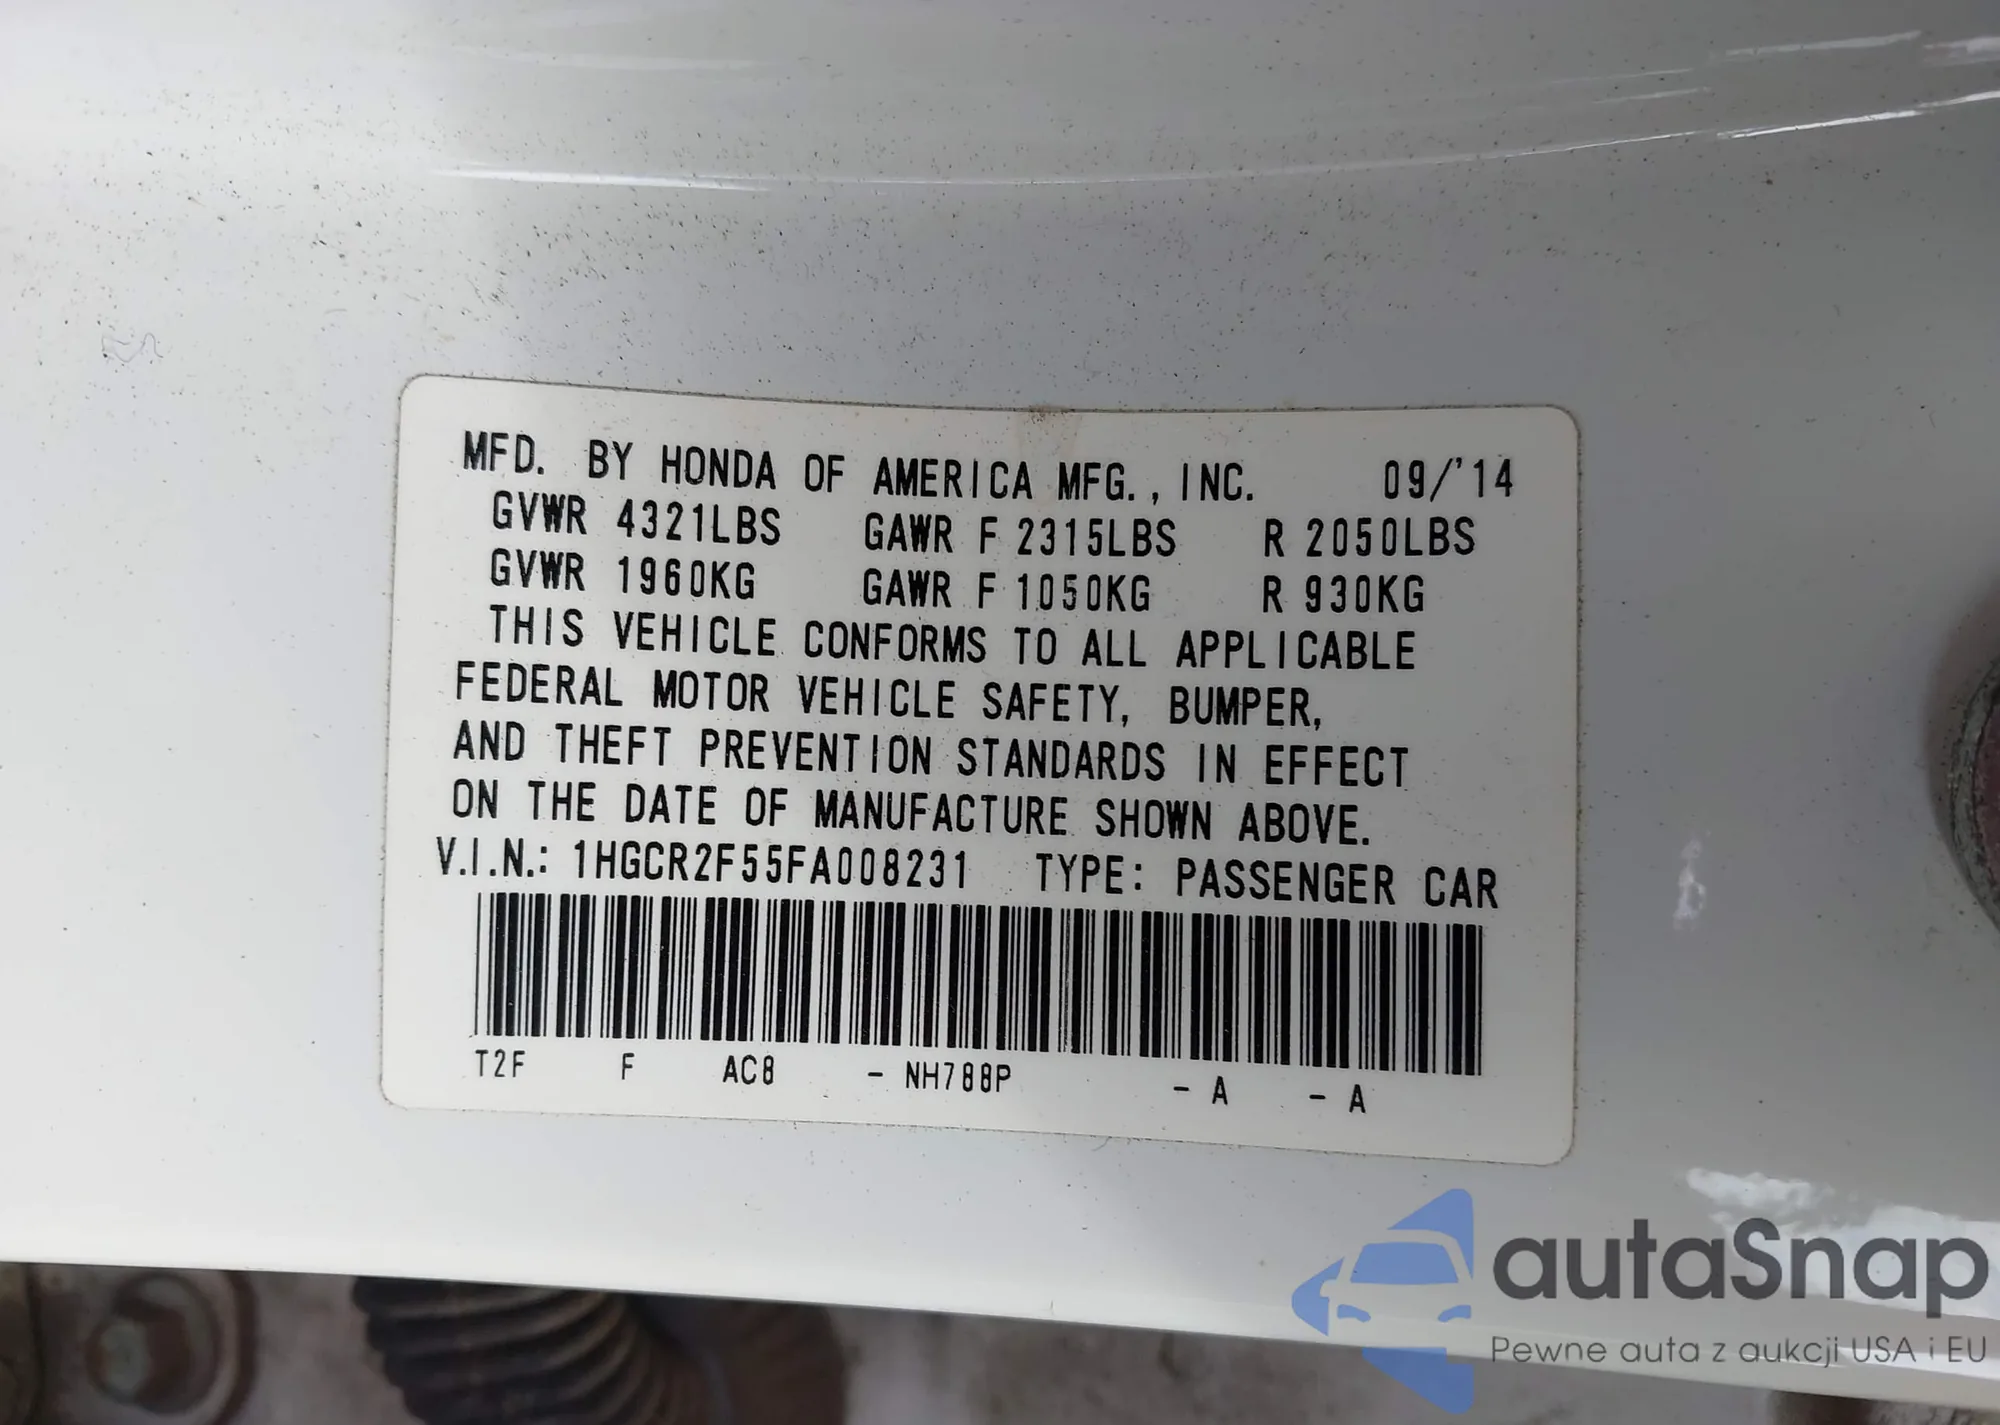 MFD. BY HONDA OF AMERICA MFG., INC. 09/'14
GVWR 4321LBS GAWR F 2315LBS R 2050LBS
GVWR 1960KG GAWR F 1050KG R 930KG
THIS VEHICLE CONFORMS TO ALL APPLICABLE
FEDERAL MOTOR VEHICLE SAFETY, BUMPER,
AND THEFT PREVENTION STANDARDS IN EFFECT
ON THE DATE OF MANUFACTURE SHOWN ABOVE.
V.I.N.: 1HGCR2F55FA008231 TYPE: PASSENGER CAR
T2F F AC8 - NH788P - A - A
autaSnap
Pewne auta z aukcji USA i EU